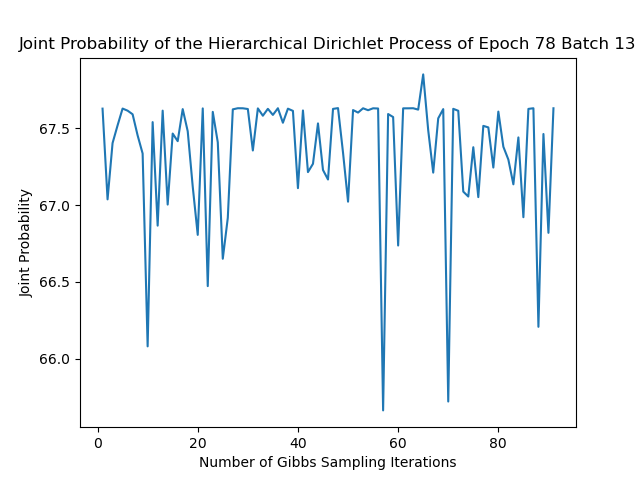 Joint Probability of the Hierarchical Dirichlet Process of Epoch 78 Batch 13
67.5
67.0
66.5
66.0
Joint Probability
0 20 40 60 80
Number of Gibbs Sampling Iterations